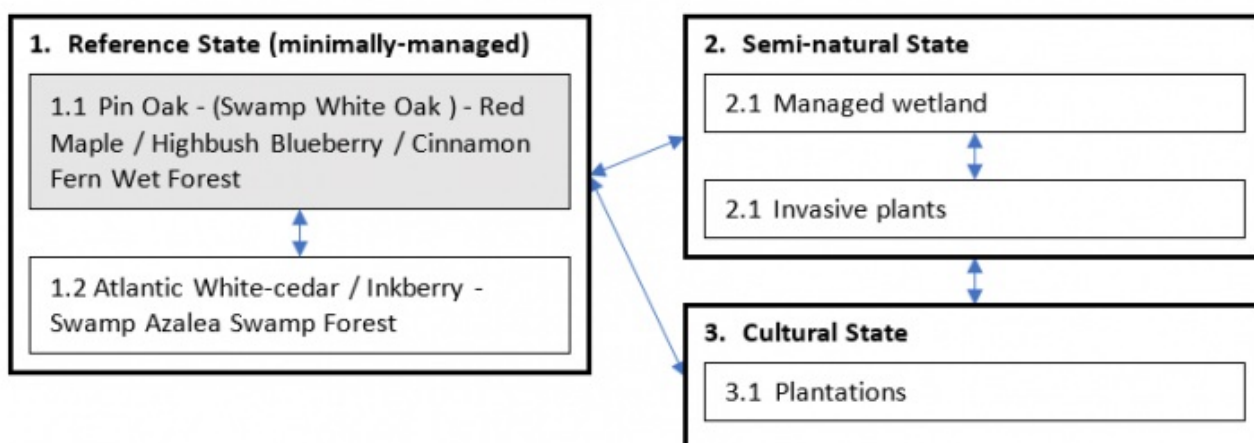 1. Reference State (minimally-managed)
1.1 Pin Oak - (Swamp White Oak ) - Red
Maple / Highbush Blueberry / Cinnamon
Fern Wet Forest
1.2 Atlantic White-cedar / Inkberry -
Swamp Azalea Swamp Forest
2. Semi-natural State
2.1 Managed wetland
2.1 Invasive plants
3. Cultural State
3.1 Plantations